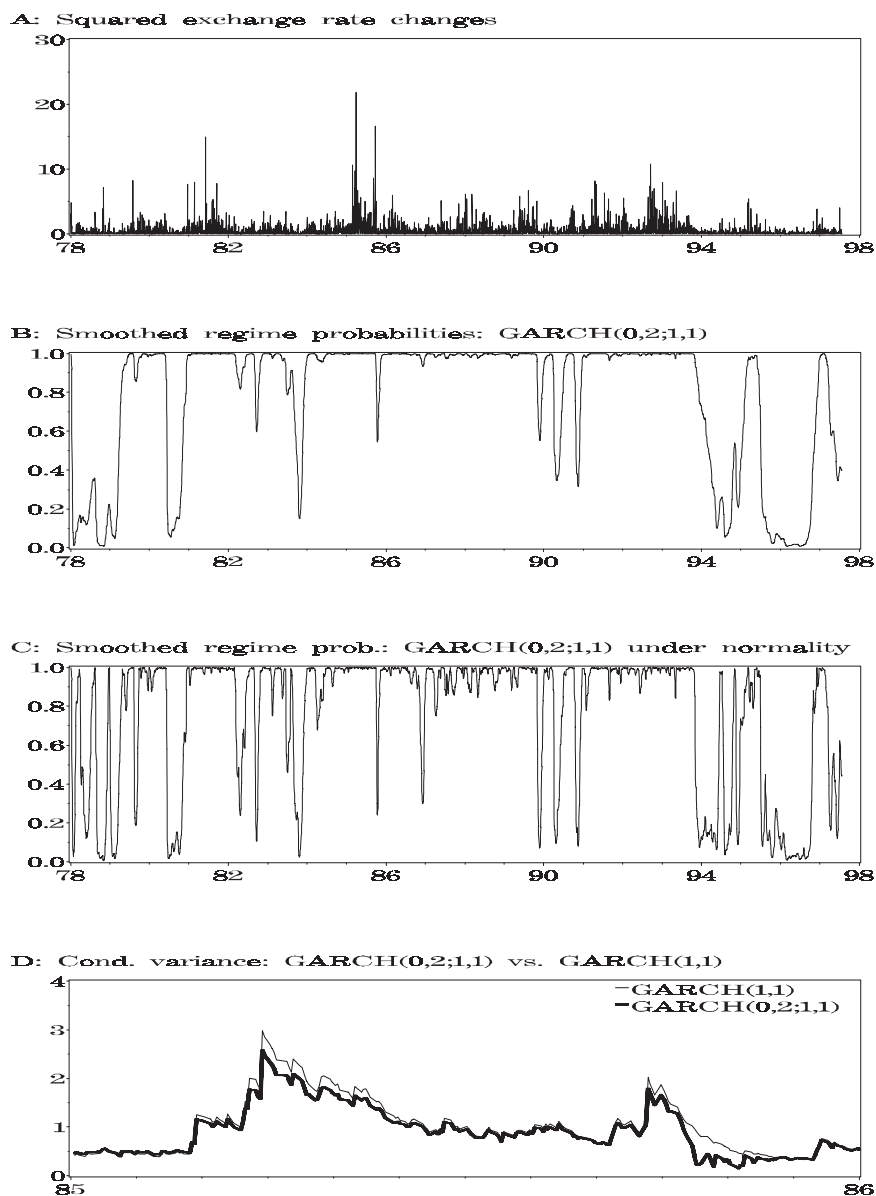 A: Squared exchange rate changes
30
20
10
0
78 82 86 90 94 98
B: Smoothed regime probabilities: GARCH(0,2;1,1)
1.0
0.8
0.6
0.4
0.2
0.0
78 82 86 90 94 98
C: Smoothed regime prob.: GARCH(0,2;1,1) under normality
1.0
0.8
0.6
0.4
0.2
0.0
78 82 86 90 94 98
D: Cond. variance: GARCH(0,2;1,1) vs. GARCH(1,1)
4
GARCH(1,1)
GARCH(0,2;1,1)
3
2
1
0
85 86